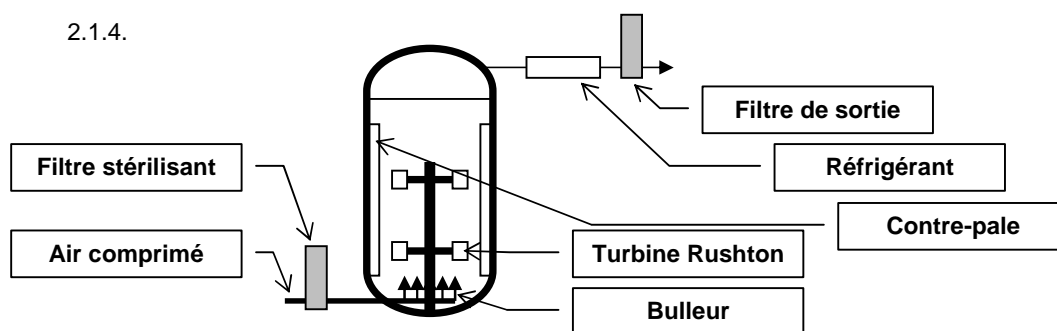 2.1.4.
Filtre de sortie
Filtre stérilisant
Réfrigérant
Contre-pale
Air comprimé
Turbine Rushton
Bulleur